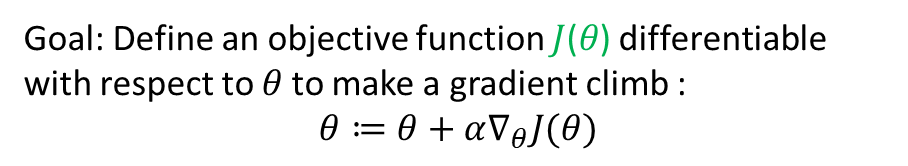 Goal: Define an objective function 𝐽(𝜃) differentiable
with respect to 𝜃 to make a gradient climb :
𝜃 ≔ 𝜃 + 𝛼∇𝜃𝐽(𝜃)